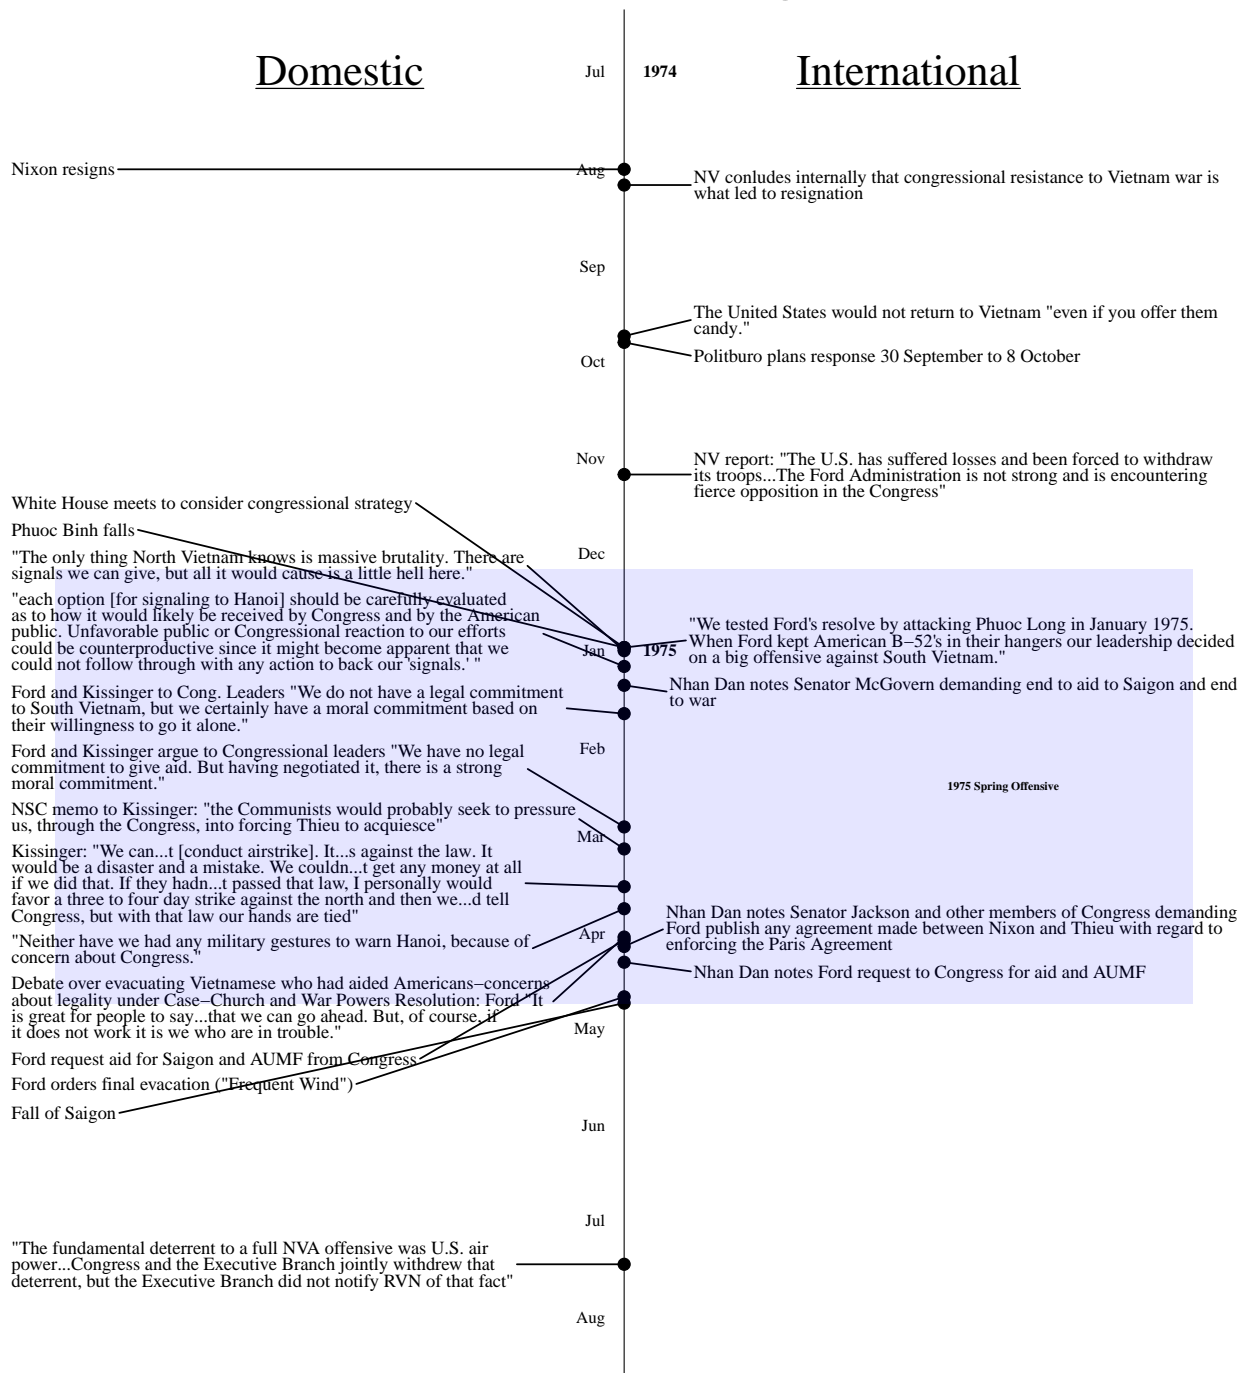 Domestic
Jul 1974
International
Nixon resigns
Aug
NV conludes internally that congressional resistance to Vietnam war is
what led to resignation
Sep
The United States would not return to Vietnam "even if you offer them
candy."
Politburo plans response 30 September to 8 October
Oct
Nov
NV report: "The U.S. has suffered losses and been forced to withdraw
its troops...The Ford Administration is not strong and is encountering
fierce opposition in the Congress"
White House meets to consider congressional strategy
Phuoc Binh falls
Dec
"The only thing North Vietnam knows is massive brutality. There are
signals we can give, but all it would cause is a little hell here."
"each option [for signaling to Hanoi] should be carefully evaluated
as to how it would likely be received by Congress and by the American
public. Unfavorable public or Congressional reaction to our efforts
could be counterproductive since it might become apparent that we
could not follow through with any action to back our 'signals.' "
Jan 1975
"We tested Ford's resolve by attacking Phuoc Long in January 1975.
When Ford kept American B−52's in their hangers our leadership decided
on a big offensive against South Vietnam."
Nhan Dan notes Senator McGovern demanding end to aid to Saigon and end
to war
Ford and Kissinger to Cong. Leaders "We do not have a legal commitment
to South Vietnam, but we certainly have a moral commitment based on
their willingness to go it alone."
Feb
Ford and Kissinger argue to Congressional leaders "We have no legal
commitment to give aid. But having negotiated it, there is a strong
moral commitment."
1975 Spring Offensive
NSC memo to Kissinger: "the Communists would probably seek to pressure
us, through the Congress, into forcing Thieu to acquiesce"
Mar
Kissinger: "We can...t [conduct airstrike]. It...s against the law. It
would be a disaster and a mistake. We couldn...t get any money at all
if we did that. If they hadn...t passed that law, I personally would
favor a three to four day strike against the north and then we...d tell
Congress, but with that law our hands are tied"
"Neither have we had any military gestures to warn Hanoi, because of
concern about Congress."
Apr
Nhan Dan notes Senator Jackson and other members of Congress demanding
Ford publish any agreement made between Nixon and Thieu with regard to
enforcing the Paris Agreement
Nhan Dan notes Ford request to Congress for aid and AUMF
Debate over evacuating Vietnamese who had aided Americans−concerns
about legality under Case−Church and War Powers Resolution: Ford "It
is great for people to say...that we can go ahead. But, of course, if
it does not work it is we who are in trouble."
May
Ford request aid for Saigon and AUMF from Congress
Ford orders final evacuation ("Frequent Wind")
Fall of Saigon
Jun
Jul
"The fundamental deterrent to a full NVA offensive was U.S. air
power...Congress and the Executive Branch jointly withdrew that
deterrent, but the Executive Branch did not notify RVN of that fact"
Aug